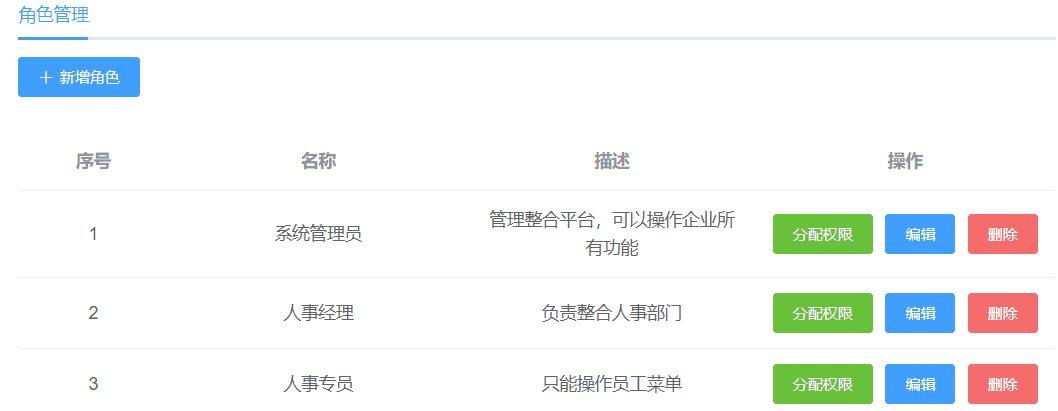 角色管理
＋ 新增角色
序号 名称 描述 操作
1 系统管理员 管理整合平台，可以操作企业所
有功能 分配权限 编辑 删除
2 人事经理 负责整合人事部门 分配权限 编辑 删除
3 人事专员 只能操作员工菜单 分配权限 编辑 删除